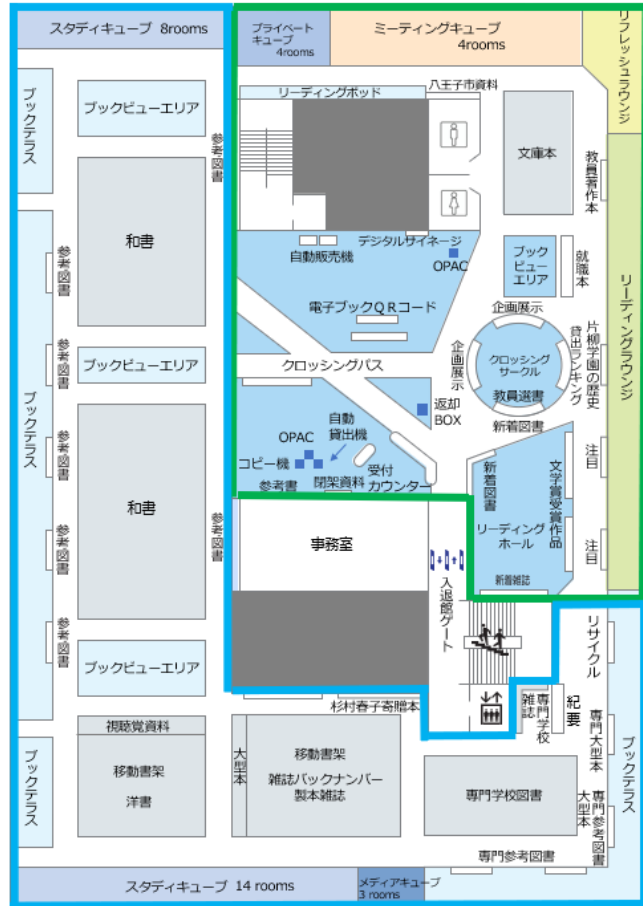 スタディキューブ 8rooms
プライベート
キューブ
4rooms
ミーティングキューブ
4rooms
リフレッシュラウンジ
ブックテラス
ブックビューエリア
参考図書
リーディングポッド
八王子市資料
文庫本
教員著作本
和書
参考図書
自動販売機
デジタルサイネージ
OPAC
ブック
ビュー
エリア
就職本
リーディングラウンジ
電子ブックQRコード
企画展示
企画展示
クロッシング
サークル
教員選書
片柳学園の歴史
貸出ランキング
新着図書
参考図書
ブックビューエリア
クロッシングパス
返却
BOX
自動
貸出機
OPAC
コピー機
参考書
閉架資料
受付
カウンター
新着図書
文学賞受賞作品
注目
リーディング
ホール
注目
新着雑誌
ブックテラス
参考図書
和書
参考図書
参考図書
参考図書
事務室
入退館ゲート
リサイクル
ブックビューエリア
杉村春子寄贈本
専門学校
雑誌
紀要
専門大型本
ブックテラス
ブックテラス
視聴覚資料
移動書架
洋書
大型本
移動書架
雑誌バックナンバー
製本雑誌
専門学校図書
専門参考図書
大型本
専門参考図書
スタディキューブ 14 rooms
メディアキューブ
3 rooms